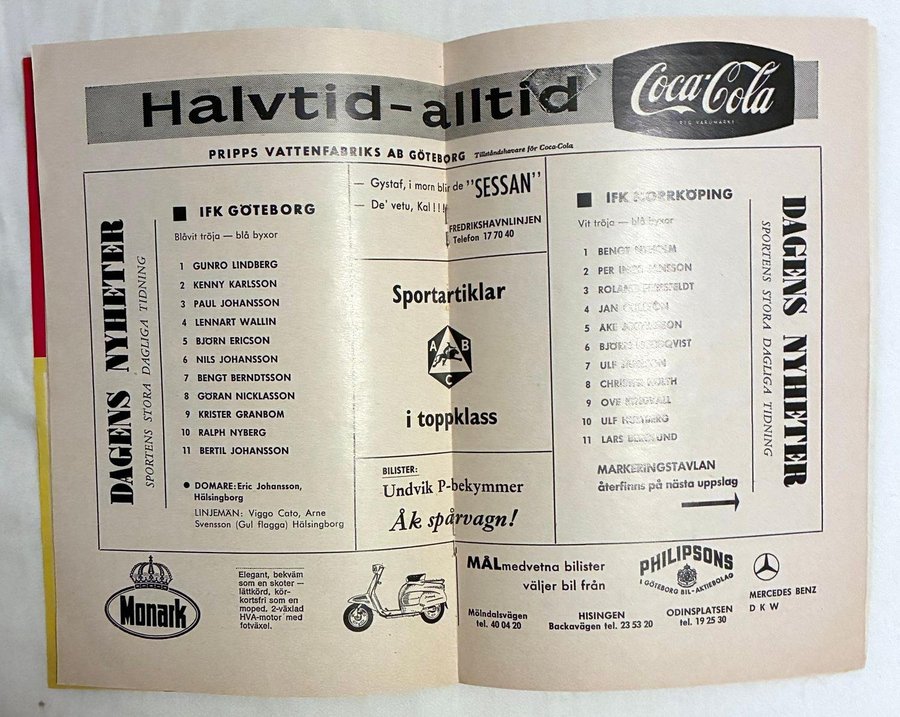 Halvtid-alltid
Coca-Cola
REG. VARUMÄRKE
PRIPPS VATTENFABRIKS AB GÖTEBORG Tillståndshavare för Coca-Cola
DAGENS NYHETER
SPORTENS STORA DAGLIGA TIDNING
IFK GÖTEBORG
Blåvit tröja — blå byxor
1 GUNRO LINDBERG
2 KENNY KARLSSON
3 PAUL JOHANSSON
4 LENNART WALLIN
5 BJÖRN ERICSON
6 NILS JOHANSSON
7 BENGT BERNDTSSON
8 GÖRAN NICKLASSON
9 KRISTER GRANBOM
10 RALPH NYBERG
11 BERTIL JOHANSSON
DOMARE: Eric Johansson,
Hälsingborg
LINJEMÄN: Viggo Cato, Arne
Svensson (Gul flagga) Hälsingborg
— Gystaf, i morn blir de "SESSAN"
— De' vetu, Kal!!!
FREDRIKSHAVNLINJEN
Telefon 17 70 40
Sportartiklar
A B
C
i toppklass
BILISTER:
Undvik P-bekymmer
Åk spårvagn!
IFK NORRKÖPING
Vit tröja — blå byxor
1 BENGT
2 PER
3 ROLAND
4 JAN
5 ÅKE
6 BJÖRN
7 ULF
8 CHRISTER
9 OVE KINDVALL
10 ULF
11 LARS
MARKERINGSTAVLAN
återfinns på nästa uppslag
DAGENS NYHETER
SPORTENS STORA DAGLIGA TIDNING
Monark
Elegant, bekväm
som en skoter —
lättkörd, kör-
kortsfri som en
moped. 2-växlad
HVA-motor med
fotväxel.
MÅLmedvetna bilister
väljer bil från
PHILIPSONS
I GÖTEBORG BIL-AKTIEBOLAG
MERCEDES BENZ
DKW
Mölndalsvägen
tel. 40 04 20
HISINGEN
Backavägen tel. 23 53 20
ODINSPLATSEN
tel. 19 25 30